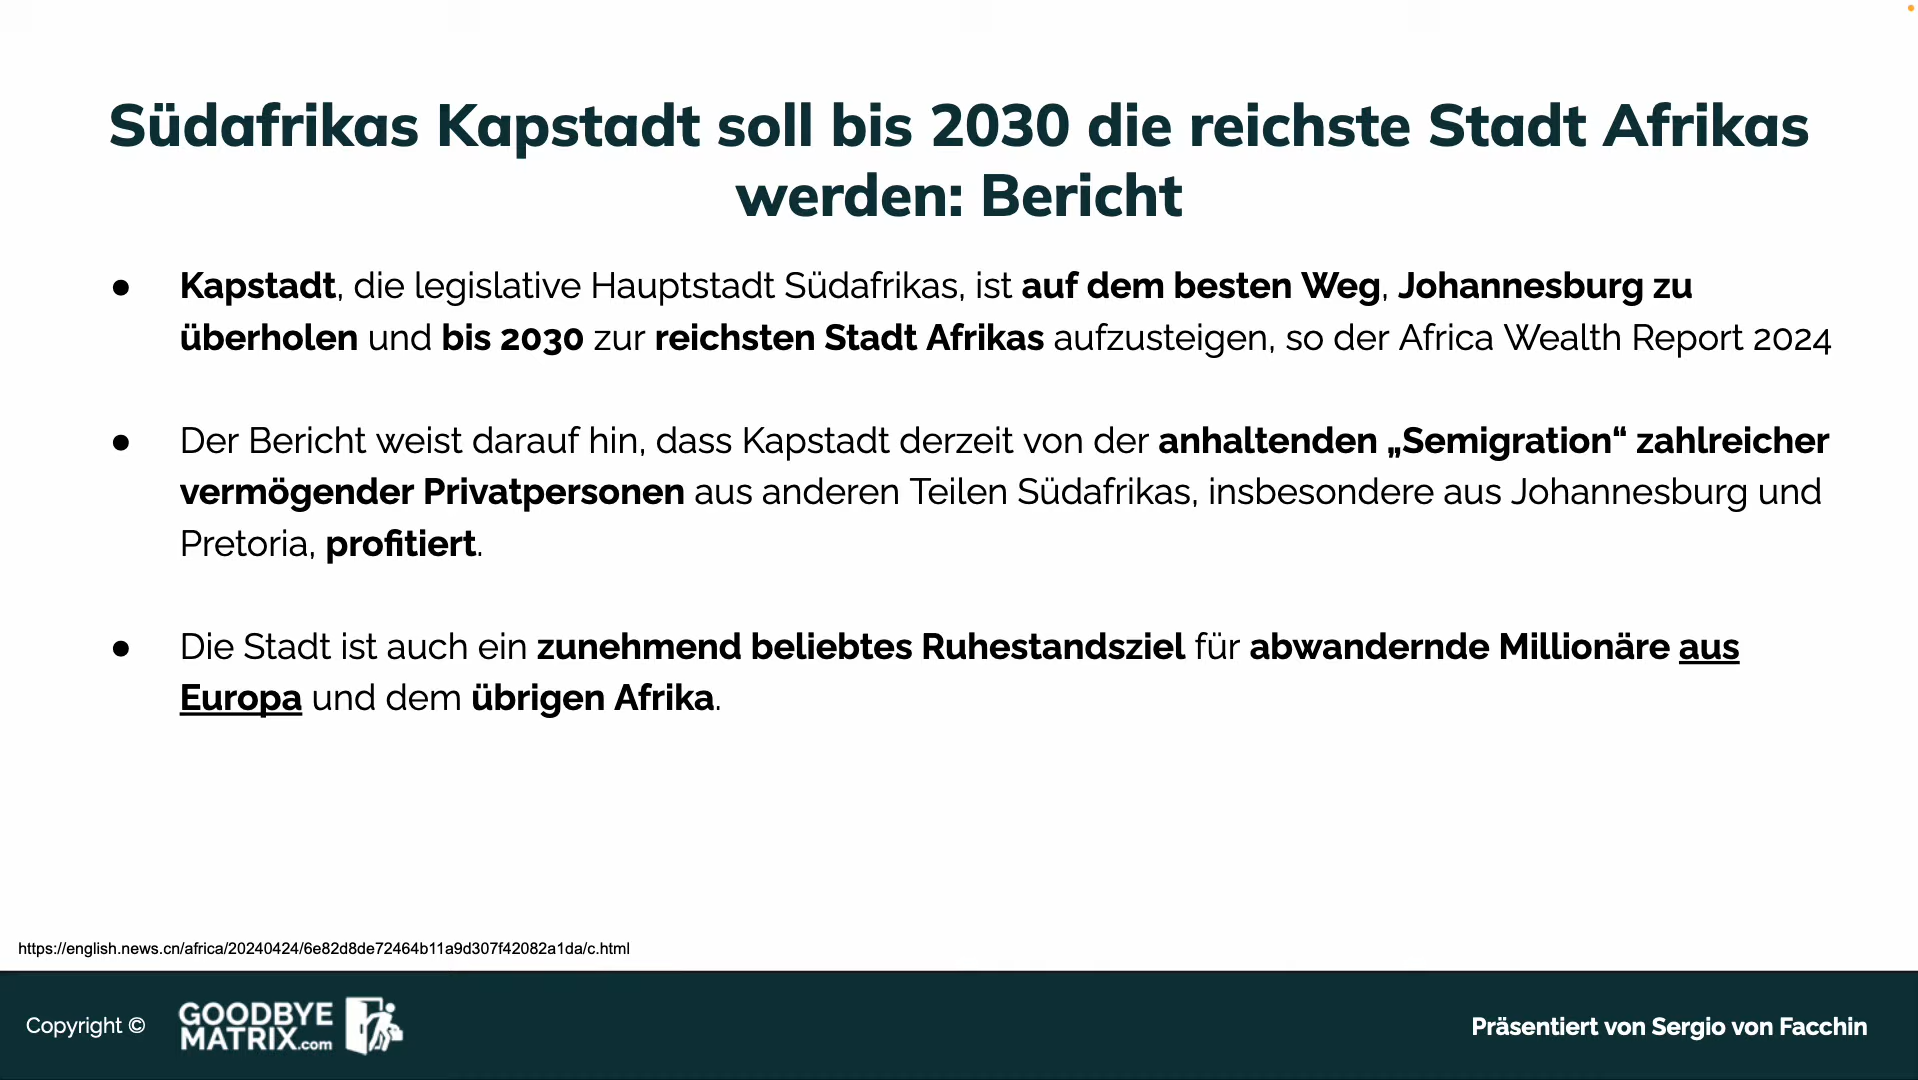 Südafrikas Kapstadt soll bis 2030 die reichste Stadt Afrikas
werden: Bericht
● Kapstadt, die legislative Hauptstadt Südafrikas, ist auf dem besten Weg, Johannesburg zu
überholen und bis 2030 zur reichsten Stadt Afrikas aufzusteigen, so der Africa Wealth Report 2024
● Der Bericht weist darauf hin, dass Kapstadt derzeit von der anhaltenden „Semigration“ zahlreicher
vermögender Privatpersonen aus anderen Teilen Südafrikas, insbesondere aus Johannesburg und
Pretoria, profitiert.
● Die Stadt ist auch ein zunehmend beliebtes Ruhestandsziel für abwandernde Millionäre aus
Europa und dem übrigen Afrika.
https://english.news.cn/africa/20240424/6e82d8de72464b11a9d307f42082a1da/c.html
Copyright ©
GOODBYE
MATRIX.com
Präsentiert von Sergio von Facchin